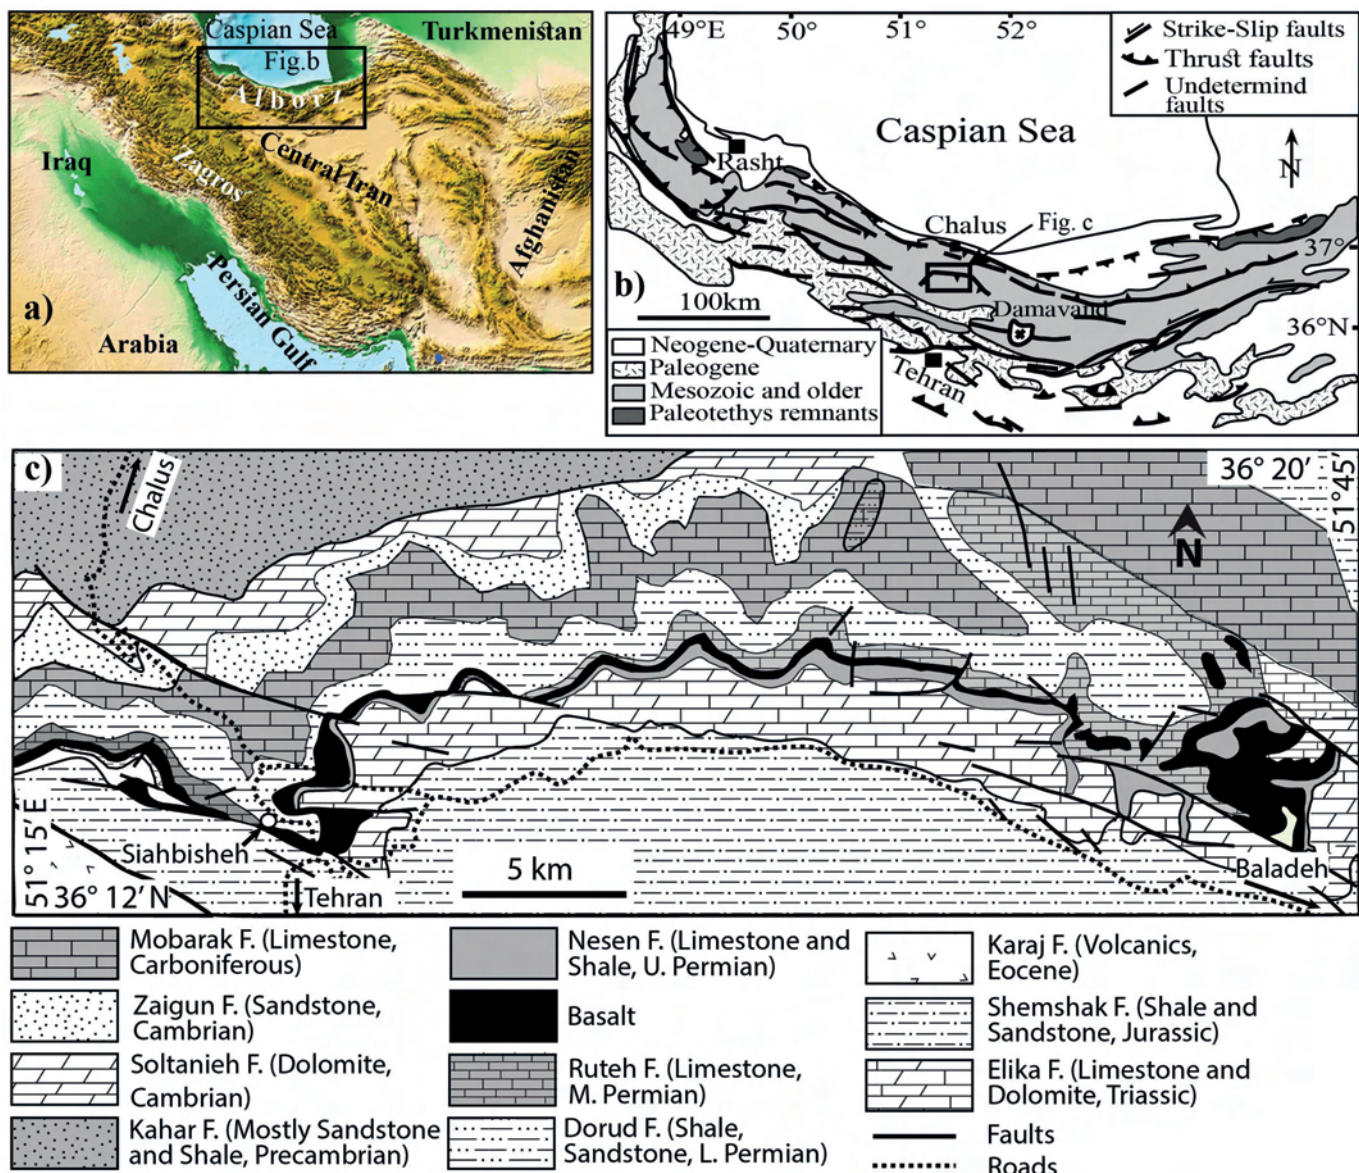 Caspian Sea
Turkmenistan
Fig.b
Alborz
Iraq
Zagros
Central Iran
Afghanistan
Persian Gulf
a)
Arabia
49°E
50°
51°
52°
Strike-Slip faults
Thrust faults
Undetermind
faults
Caspian Sea
N
Rasht
Chalus
Fig. c
37°
b)
100km
Damavand
36°N
Tehran
Neogene-Quaternary
Paleogene
Mesozoic and older
Paleotethys remnants
c)
Chalus
36° 20′
51°45′
N
51° 15′ E
Siahbisheh
5 km
Baladeh
36° 12′ N
Tehran
Mobarak F. (Limestone,
Carboniferous)
Zaigun F. (Sandstone,
Cambrian)
Soltanieh F. (Dolomite,
Cambrian)
Kahar F. (Mostly Sandstone
and Shale, Precambrian)
Nesen F. (Limestone and
Shale, U. Permian)
Basalt
Ruteh F. (Limestone,
M. Permian)
Dorud F. (Shale,
Sandstone, L. Permian)
Karaj F. (Volcanics,
Eocene)
Shemshak F. (Shale and
Sandstone, Jurassic)
Elika F. (Limestone and
Dolomite, Triassic)
Faults
Roads